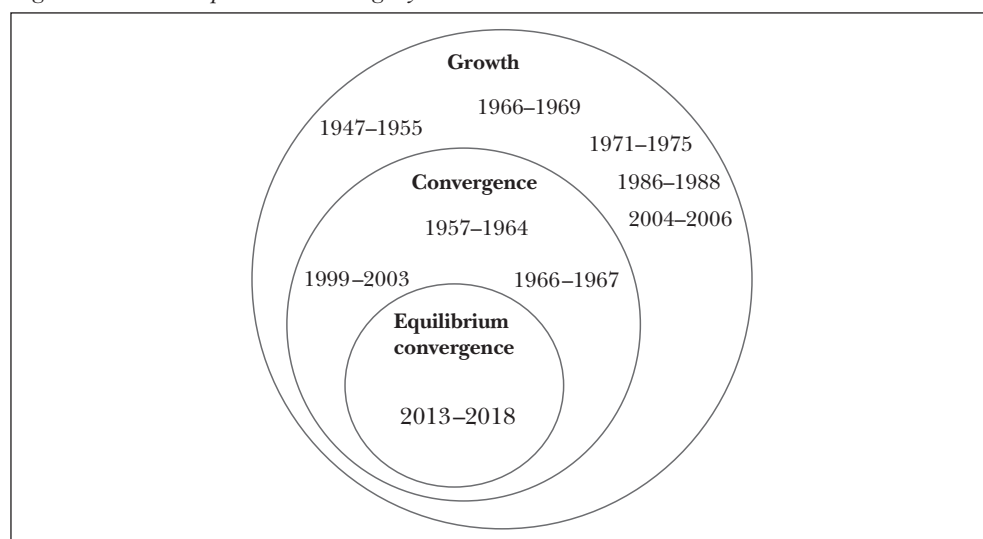 Growth
1966–1969
1947–1955
1971–1975
1986–1988
2004–2006
Convergence
1957–1964
1999–2003
1966–1967
Equilibrium
convergence
2013–2018